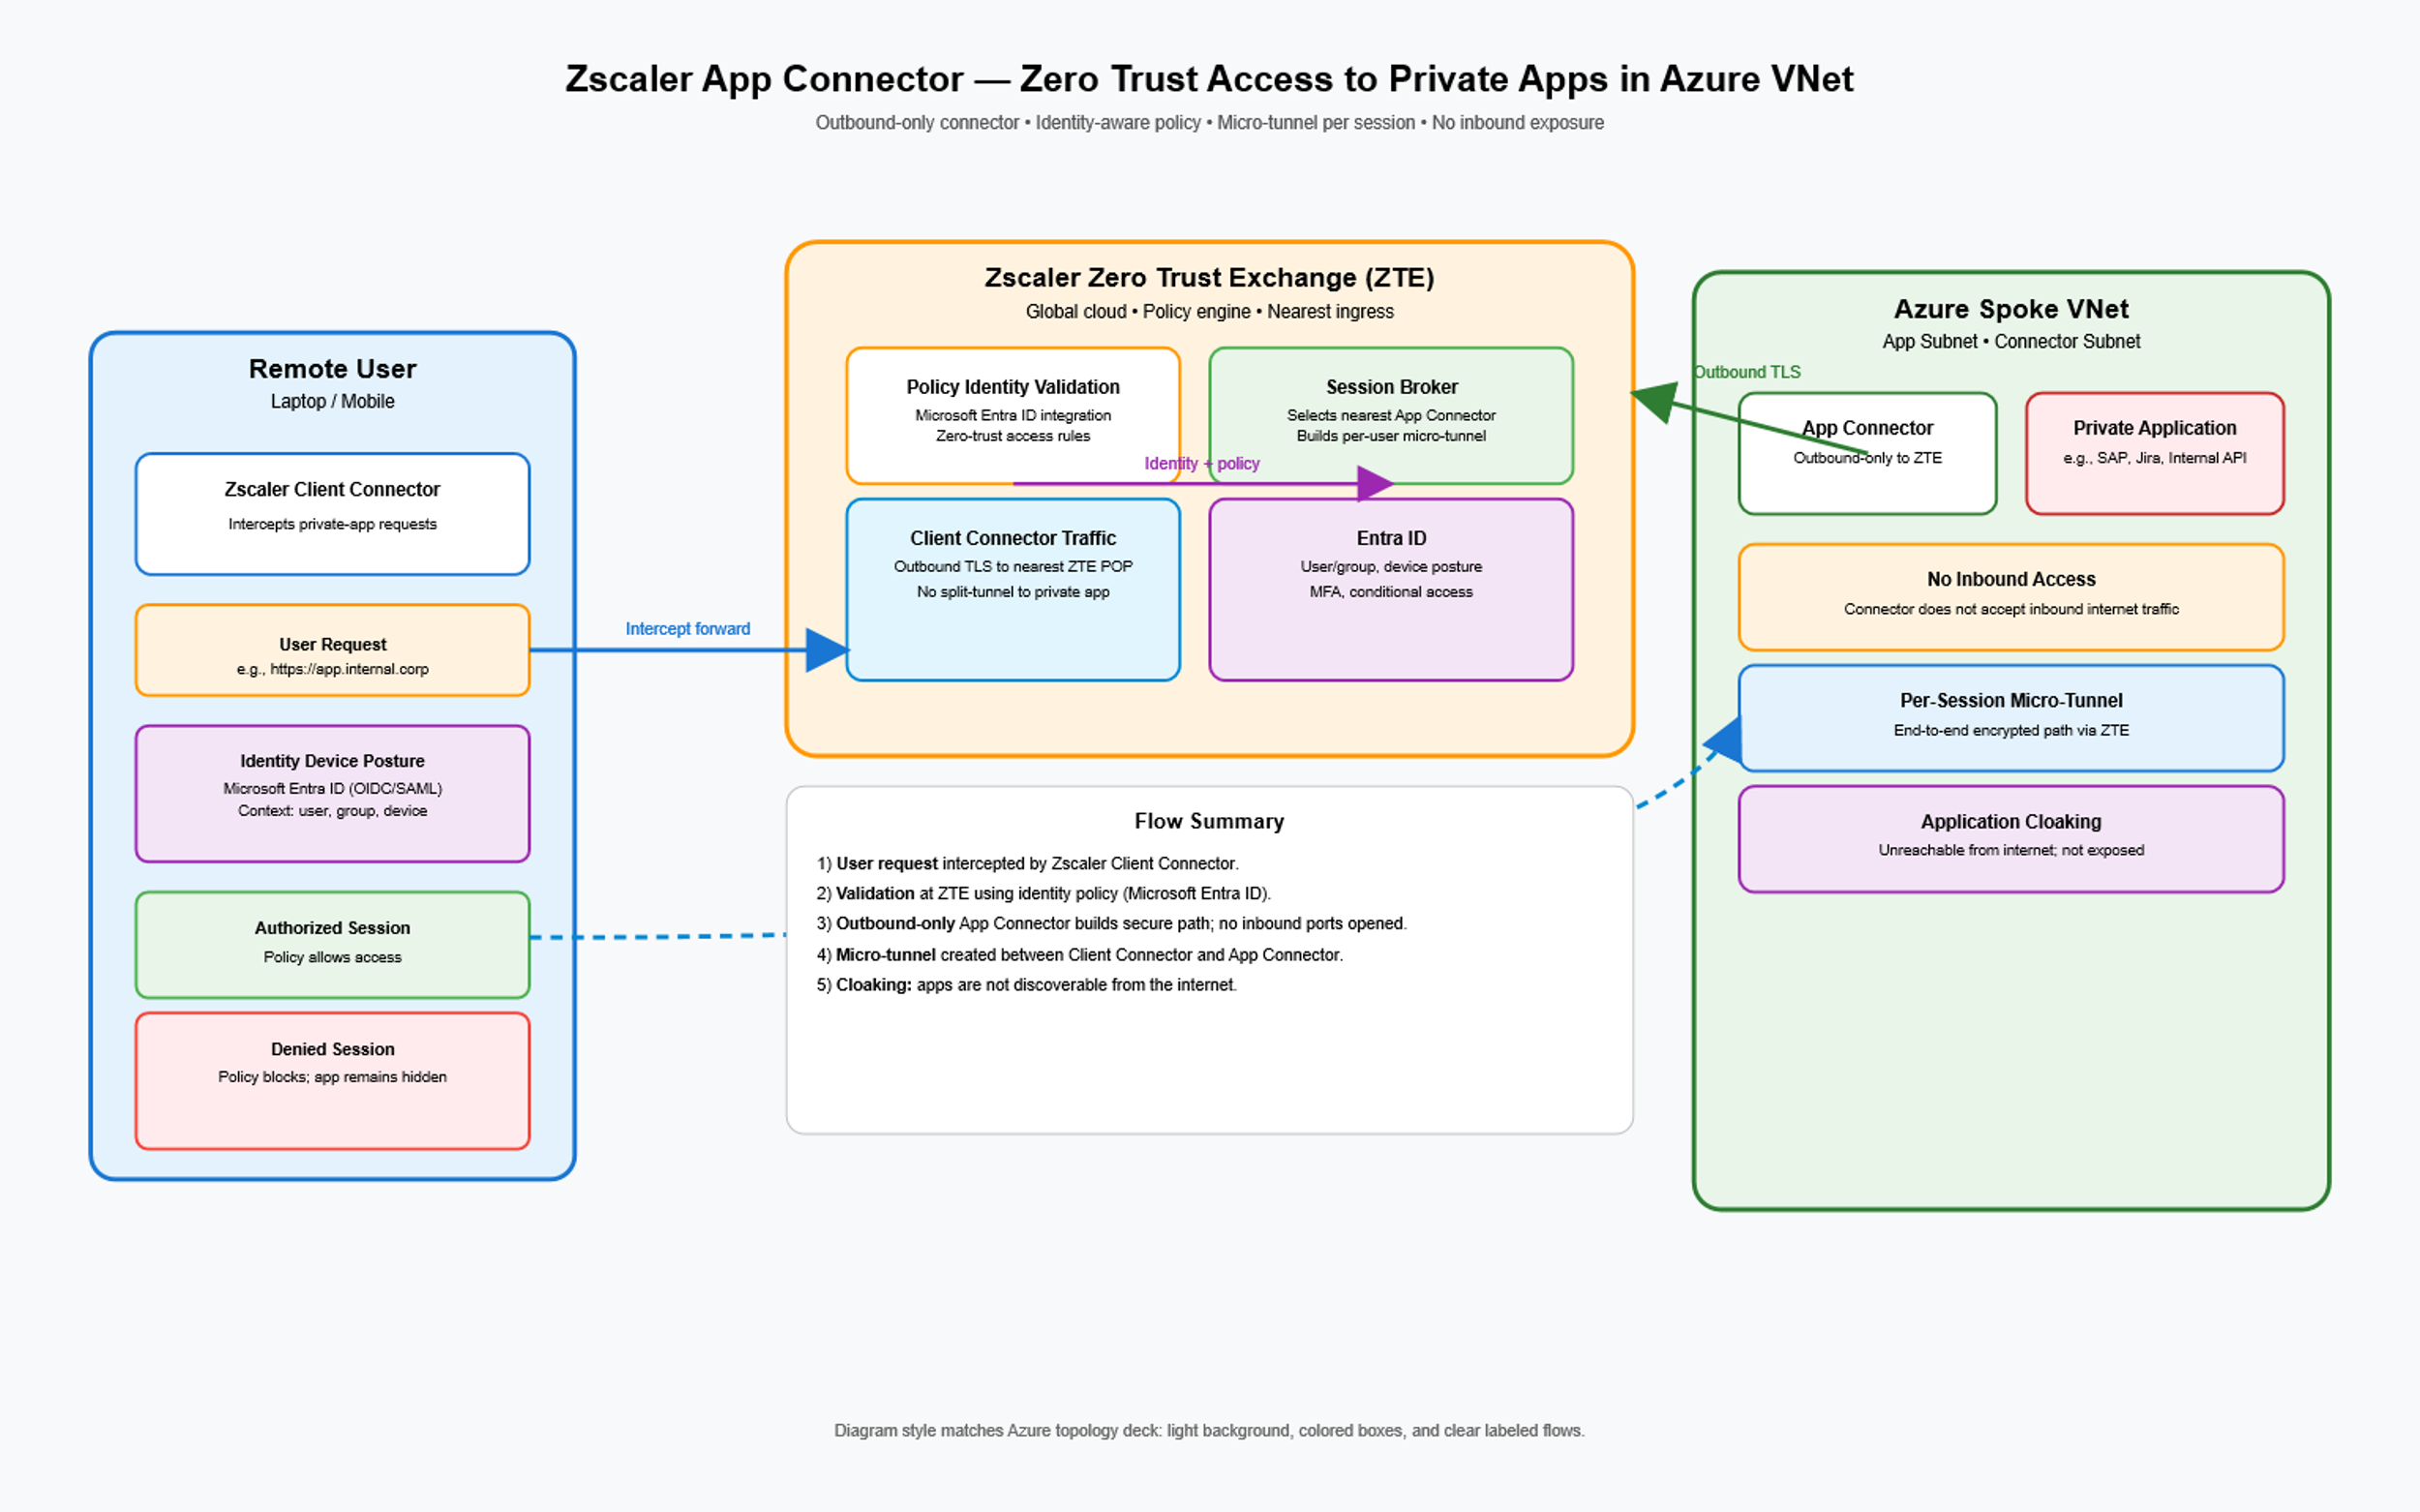 Zscaler App Connector — Zero Trust Access to Private Apps in Azure VNet
Outbound-only connector • Identity-aware policy • Micro-tunnel per session • No inbound exposure
Remote User
Laptop / Mobile
Zscaler Client Connector
Intercepts private-app requests
User Request
e.g., https://app.internal.corp
Identity Device Posture
Microsoft Entra ID (OIDC/SAML)
Context: user, group, device
Authorized Session
Policy allows access
Denied Session
Policy blocks; app remains hidden
Intercept forward
Zscaler Zero Trust Exchange (ZTE)
Global cloud • Policy engine • Nearest ingress
Policy Identity Validation
Microsoft Entra ID integration
Zero-trust access rules
Session Broker
Selects nearest App Connector
Builds per-user micro-tunnel
Identity + policy
Client Connector Traffic
Outbound TLS to nearest ZTE POP
No split-tunnel to private app
Entra ID
User/group, device posture
MFA, conditional access
Flow Summary
1) User request intercepted by Zscaler Client Connector.
2) Validation at ZTE using identity policy (Microsoft Entra ID).
3) Outbound-only App Connector builds secure path; no inbound ports opened.
4) Micro-tunnel created between Client Connector and App Connector.
5) Cloaking: apps are not discoverable from the internet.
Azure Spoke VNet
App Subnet • Connector Subnet
Outbound TLS
App Connector
Outbound-only to ZTE
Private Application
e.g., SAP, Jira, Internal API
No Inbound Access
Connector does not accept inbound internet traffic
Per-Session Micro-Tunnel
End-to-end encrypted path via ZTE
Application Cloaking
Unreachable from internet; not exposed
Diagram style matches Azure topology deck: light background, colored boxes, and clear labeled flows.